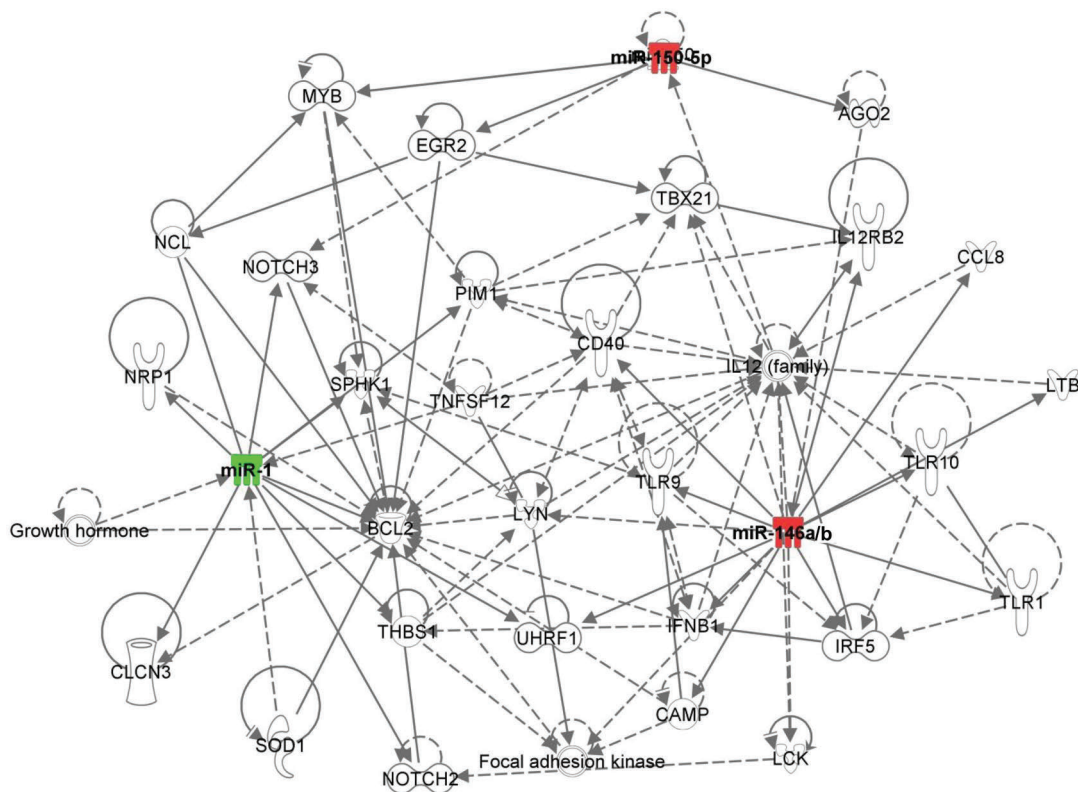 miR-150-5p
MYB
AGO2
EGR2
TBX21
NCL
IL12RB2
NOTCH3
CCL8
PIM1
CD40
NRP1
SPHK1
IL12 (family)
TNFSF12
LTB
miR-1
TLR9
TLR10
Growth hormone
BCL2
LYN
miR-146a/b
TLR1
THBS1
UHRF1
IFNB1
IRF5
CLCN3
CAMP
SOD1
Focal adhesion kinase
LCK
NOTCH2